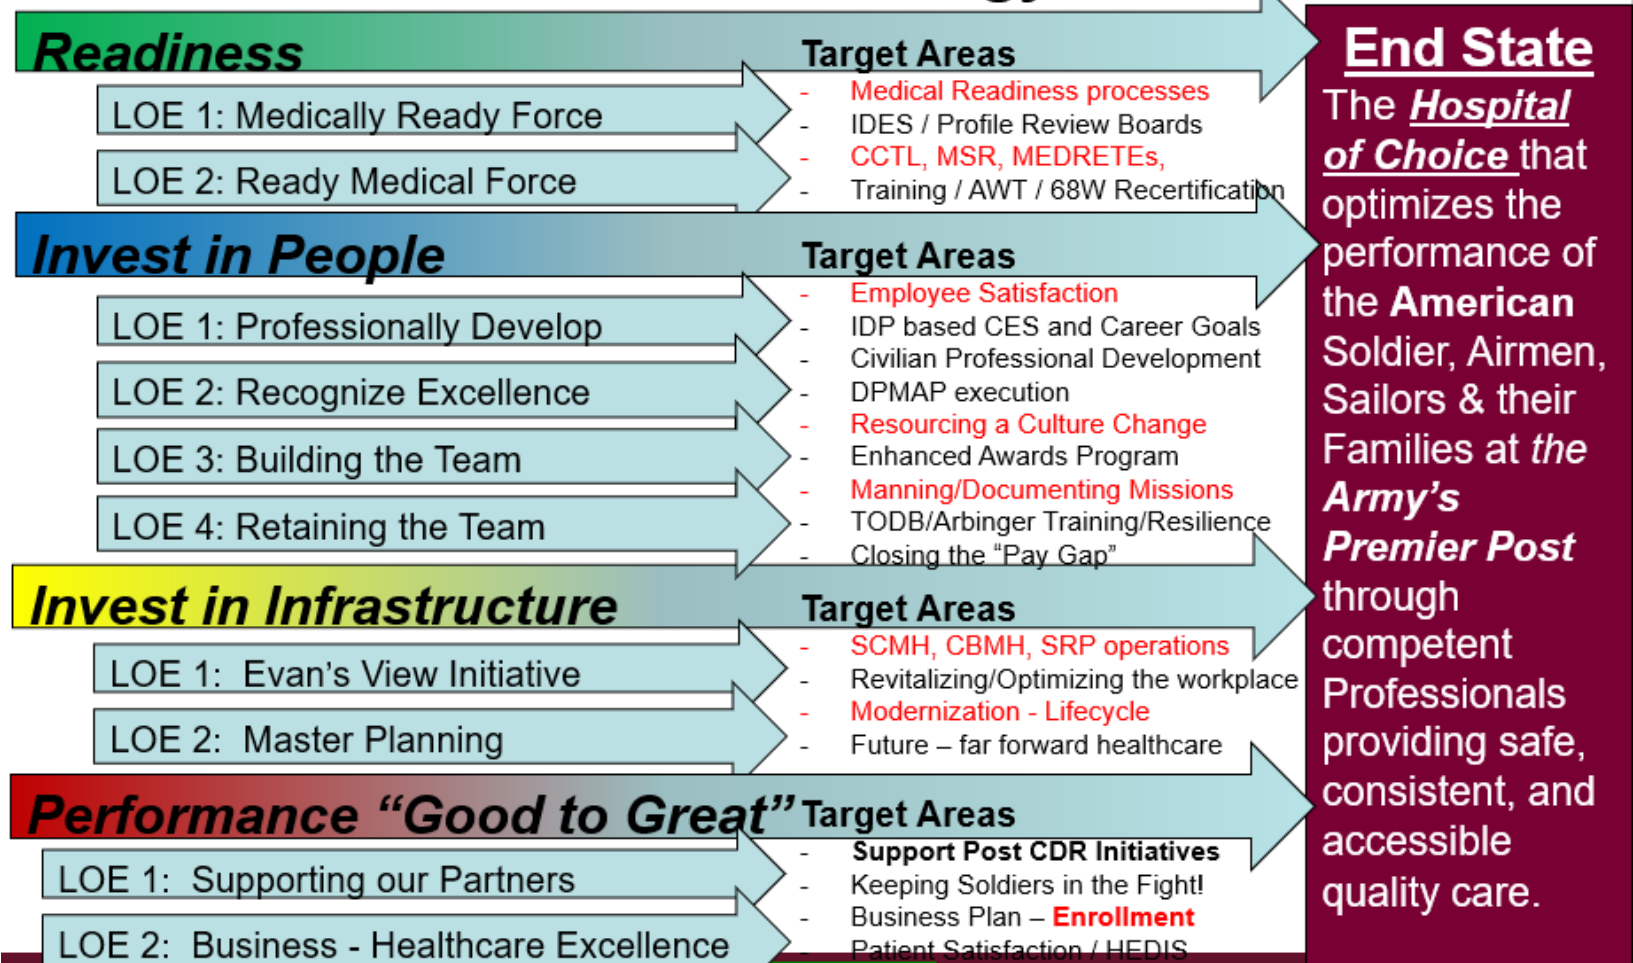 Readiness
Target Areas
LOE 1: Medically Ready Force
LOE 2: Ready Medical Force
- Medical Readiness processes
- IDES / Profile Review Boards
- CCTL, MSR, MEDRETEs,
- Training / AWT / 68W Recertification
Invest in People
Target Areas
LOE 1: Professionally Develop
LOE 2: Recognize Excellence
LOE 3: Building the Team
LOE 4: Retaining the Team
- Employee Satisfaction
- IDP based CES and Career Goals
- Civilian Professional Development
- DPMAP execution
- Resourcing a Culture Change
- Enhanced Awards Program
- Manning/Documenting Missions
- TODB/Arbinger Training/Resilience
- Closing the “Pay Gap”
Invest in Infrastructure
Target Areas
LOE 1: Evan’s View Initiative
LOE 2: Master Planning
- SCMH, CBMH, SRP operations
- Revitalizing/Optimizing the workplace
- Modernization - Lifecycle
- Future – far forward healthcare
Performance “Good to Great”
Target Areas
LOE 1: Supporting our Partners
LOE 2: Business - Healthcare Excellence
- Support Post CDR Initiatives
- Keeping Soldiers in the Fight!
- Business Plan – Enrollment
- Patient Satisfaction / HEDIS
End State
The Hospital
of Choice that
optimizes the
performance of
the American
Soldier, Airmen,
Sailors & their
Families at the
Army’s
Premier Post
through
competent
Professionals
providing safe,
consistent, and
accessible
quality care.